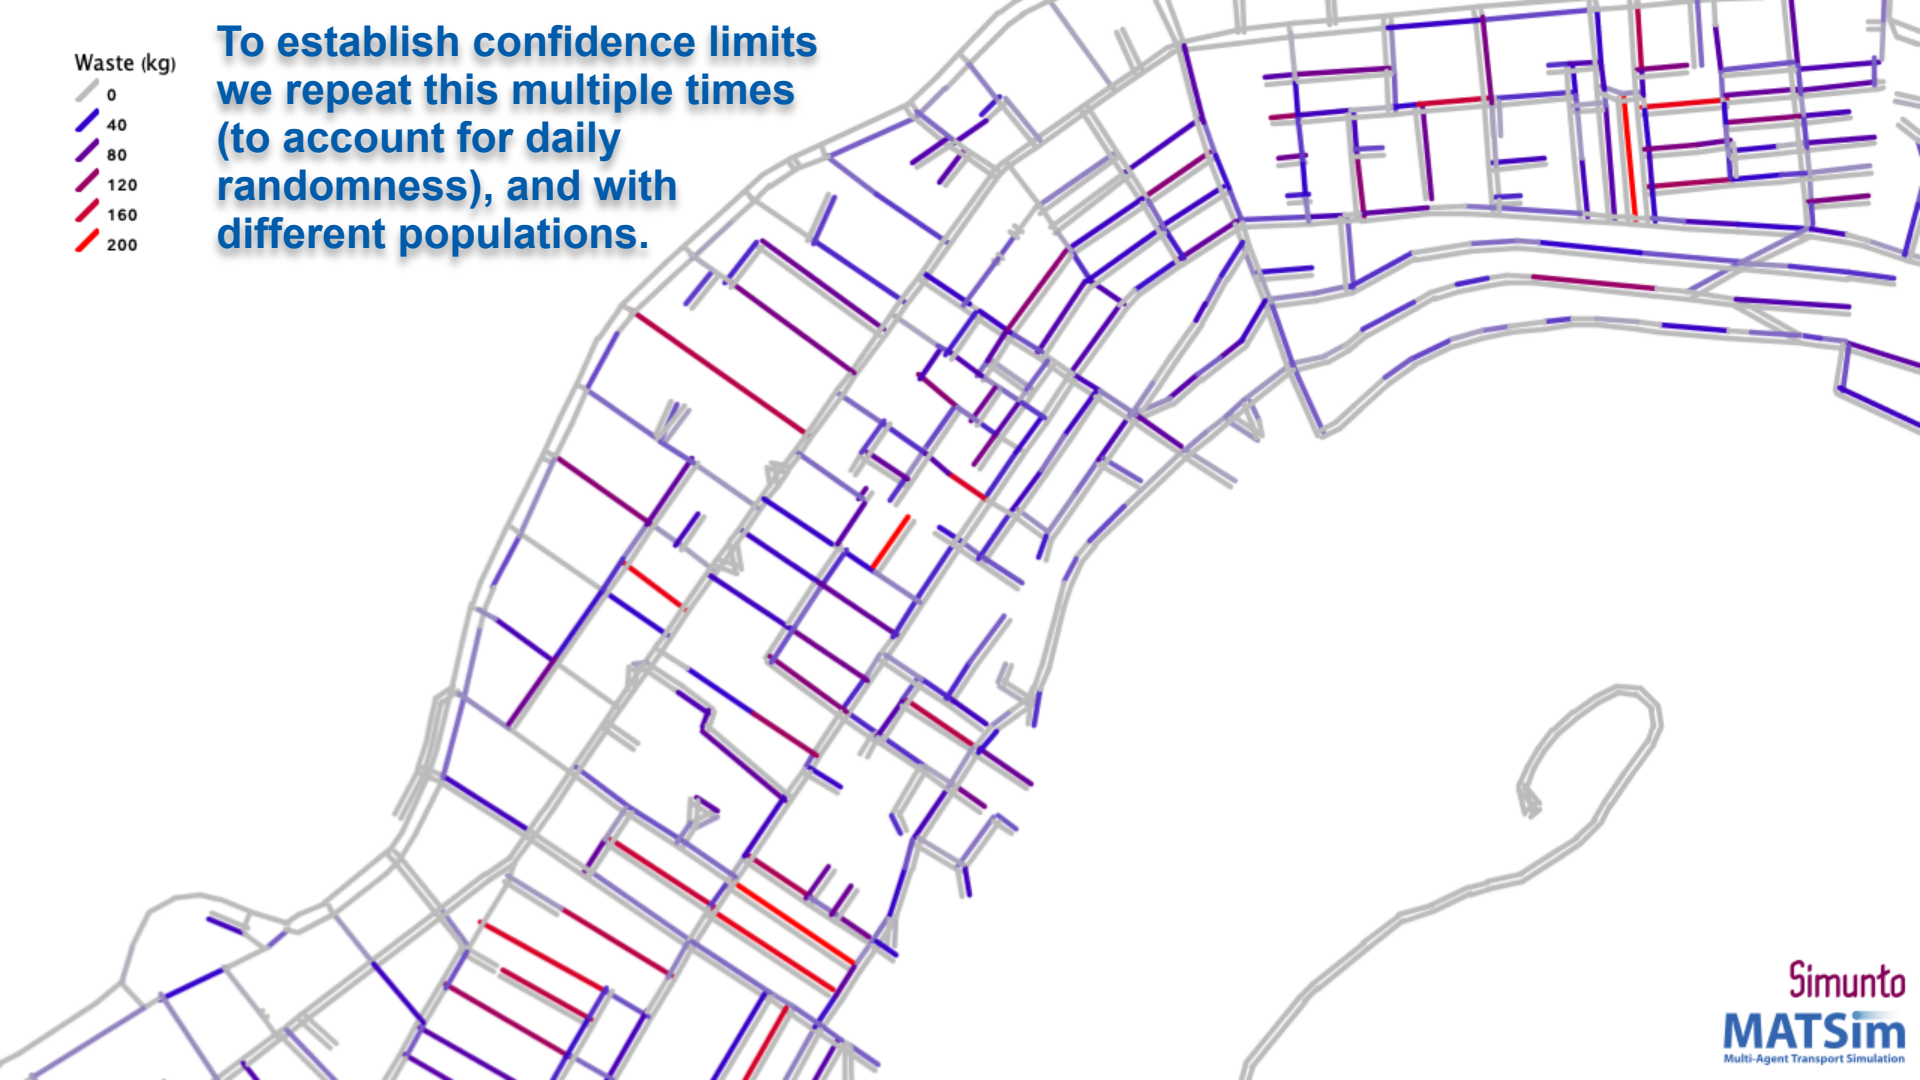 Waste (kg)
0
40
80
120
160
200
To establish confidence limits
we repeat this multiple times
(to account for daily
randomness), and with
different populations.
Simunto
MATSim
Multi-Agent Transport Simulation